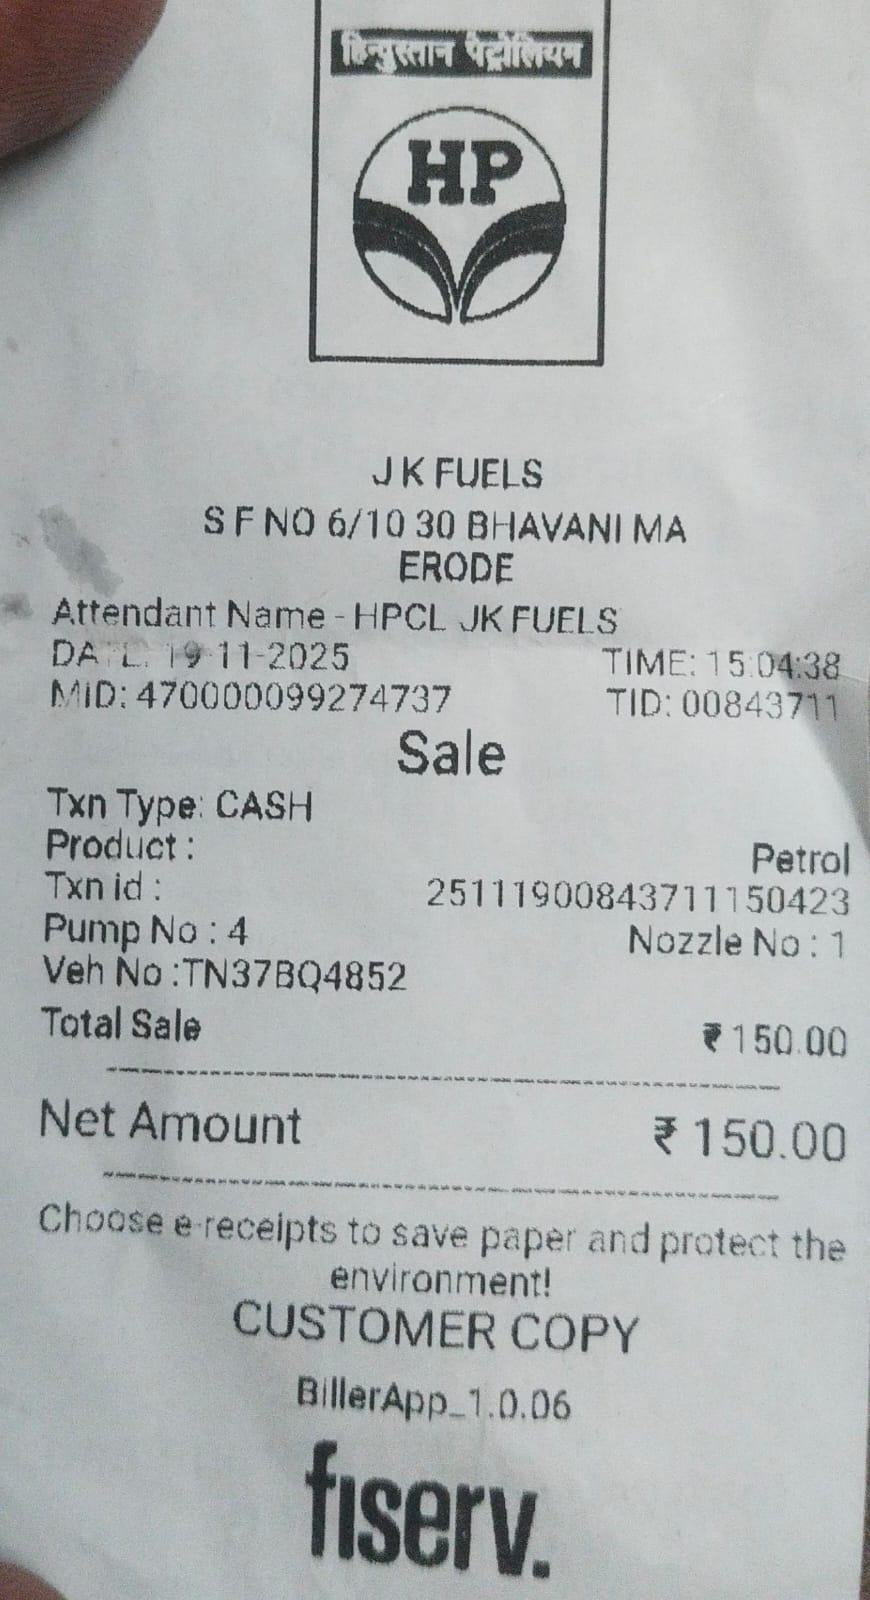 हिन्दुस्तान पेट्रोलियम
HP
J K FUELS
S F NO 6/10 30 BHAVANI MA
ERODE
Attendant Name - HPCL JK FUELS
DATE: 19-11-2025 TIME: 15:04:38
MID: 470000099274737 TID: 00843711
Sale
Txn Type: CASH
Product : Petrol
Txn id : 25111900843711150423
Pump No : 4 Nozzle No : 1
Veh No :TN37BQ4852
Total Sale ₹ 150.00
Net Amount ₹ 150.00
Choose e-receipts to save paper and protect the
environment!
CUSTOMER COPY
BillerApp_1.0.06
fiserv.